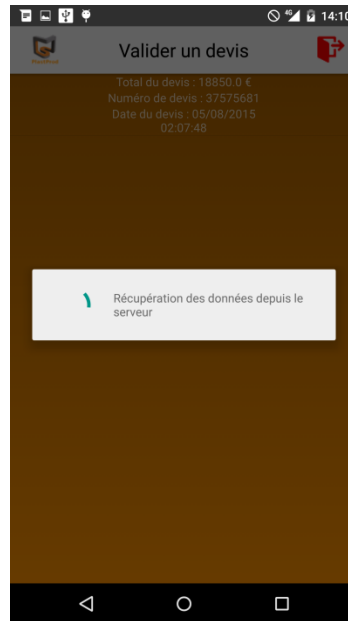 4G
14:10
Valider un devis
Total du devis : 18850.0 €
Numéro de devis : 37575681
Date du devis : 05/08/2015
02:07:48
Récupération des données depuis le
serveur